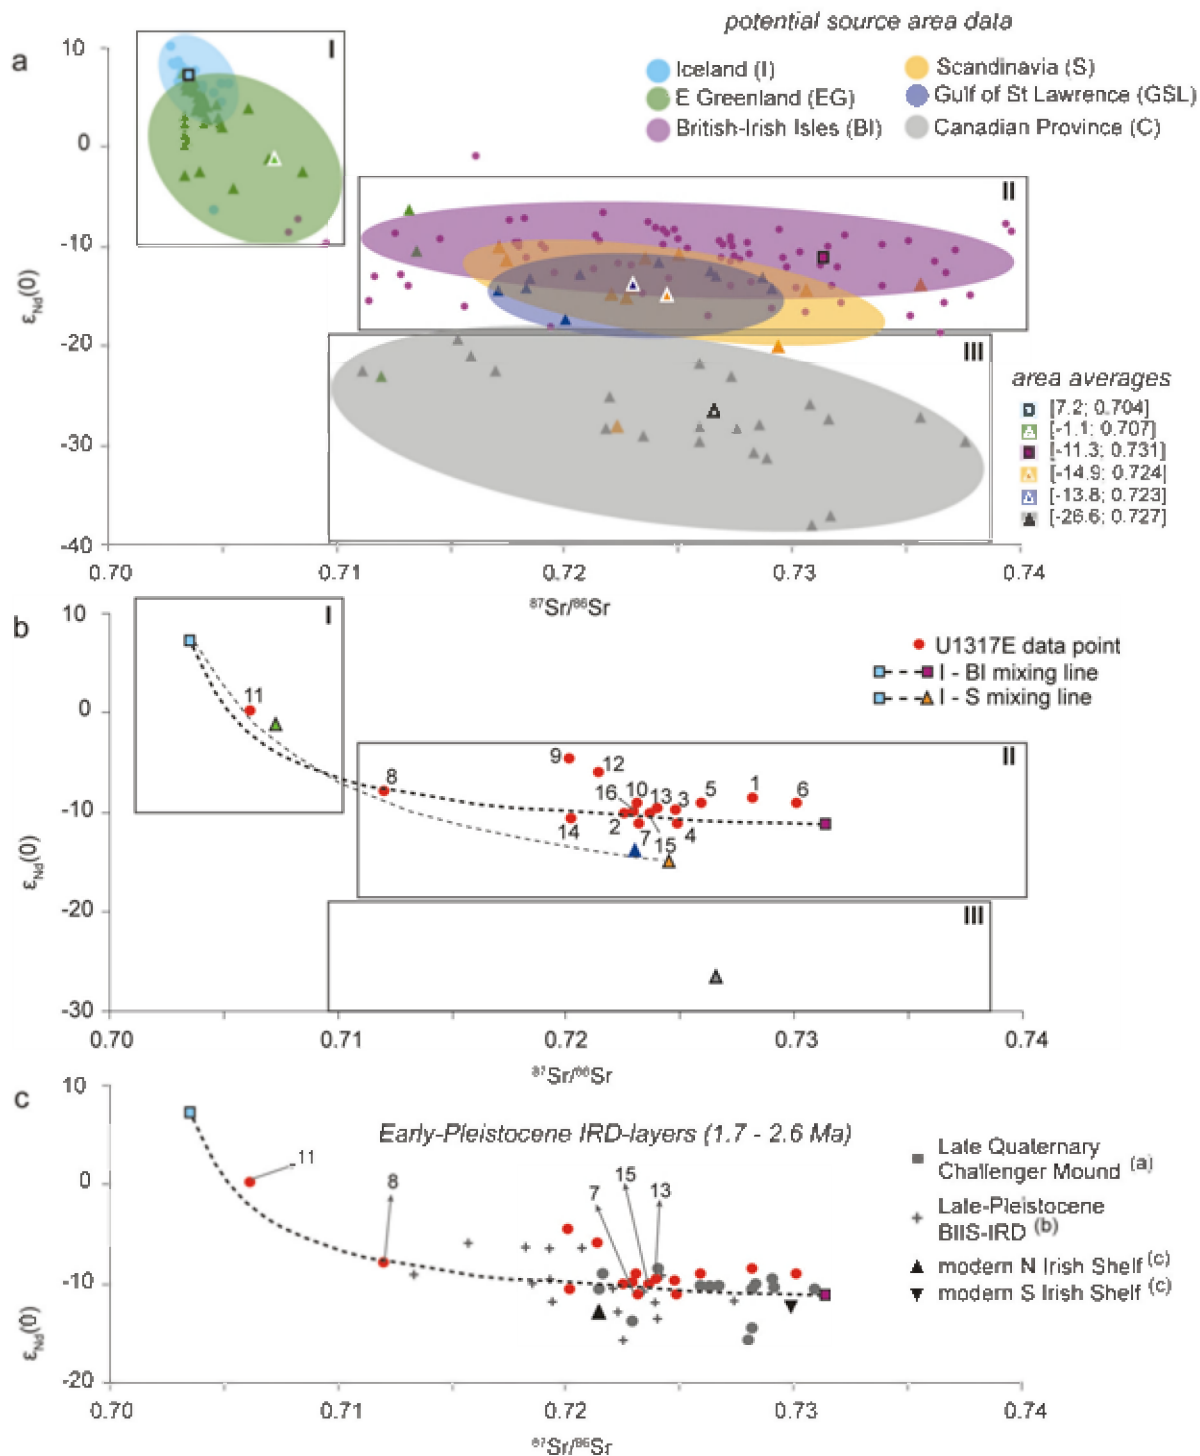 a
potential source area data
Iceland (I)
E Greenland (EG)
British-Irish Isles (BI)
Scandinavia (S)
Gulf of St Lawrence (GSL)
Canadian Province (C)
I
II
III
10
0
-10
-20
-30
-40
εNd(0)
area averages
[7.2; 0.704]
[-1.1; 0.707]
[-11.3; 0.731]
[-14.9; 0.724]
[-13.8; 0.723]
[-26.6; 0.727]
0.70 0.71 0.72 0.73 0.74
⁸⁷Sr/⁸⁶Sr
b
U1317E data point
I - BI mixing line
I - S mixing line
I
II
III
10
0
-10
-20
-30
εNd(0)
11
8
9
12
10
13
3
5
1
6
16
14
2
7
15
4
0.70 0.71 0.72 0.73 0.74
⁸⁷Sr/⁸⁶Sr
c
Early-Pleistocene IRD-layers (1.7 - 2.6 Ma)
10
0
-10
-20
εNd(0)
11
8
7
15
13
Late Quaternary
Challenger Mound (a)
Late-Pleistocene
BIIS-IRD (b)
modern N Irish Shelf (c)
modern S Irish Shelf (c)
0.70 0.71 0.72 0.73 0.74
⁸⁷Sr/⁸⁶Sr